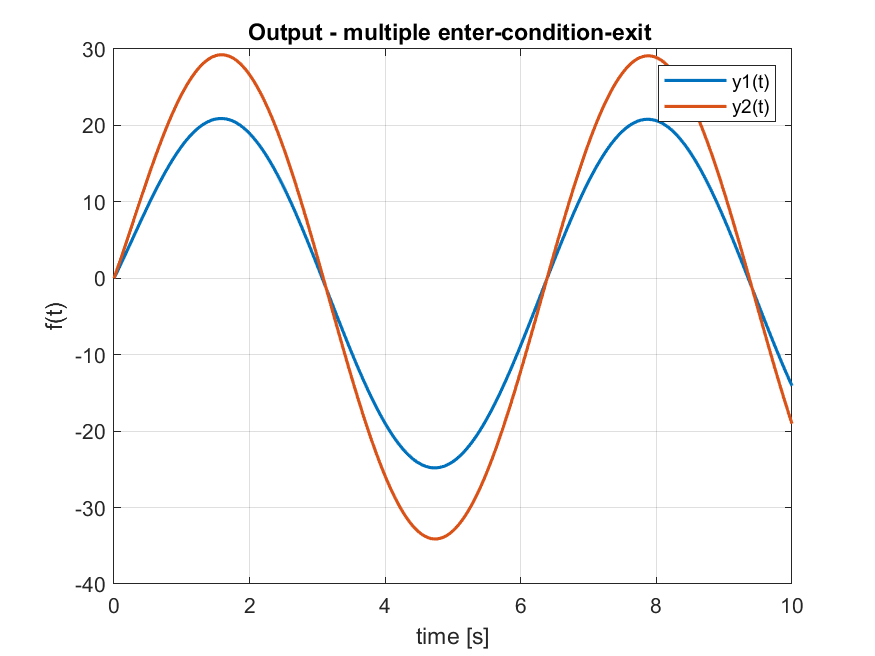 Output - multiple enter-condition-exit
30
20
10
0
-10
-20
-30
-40
f(t)
y1(t)
y2(t)
0 2 4 6 8 10
time [s]